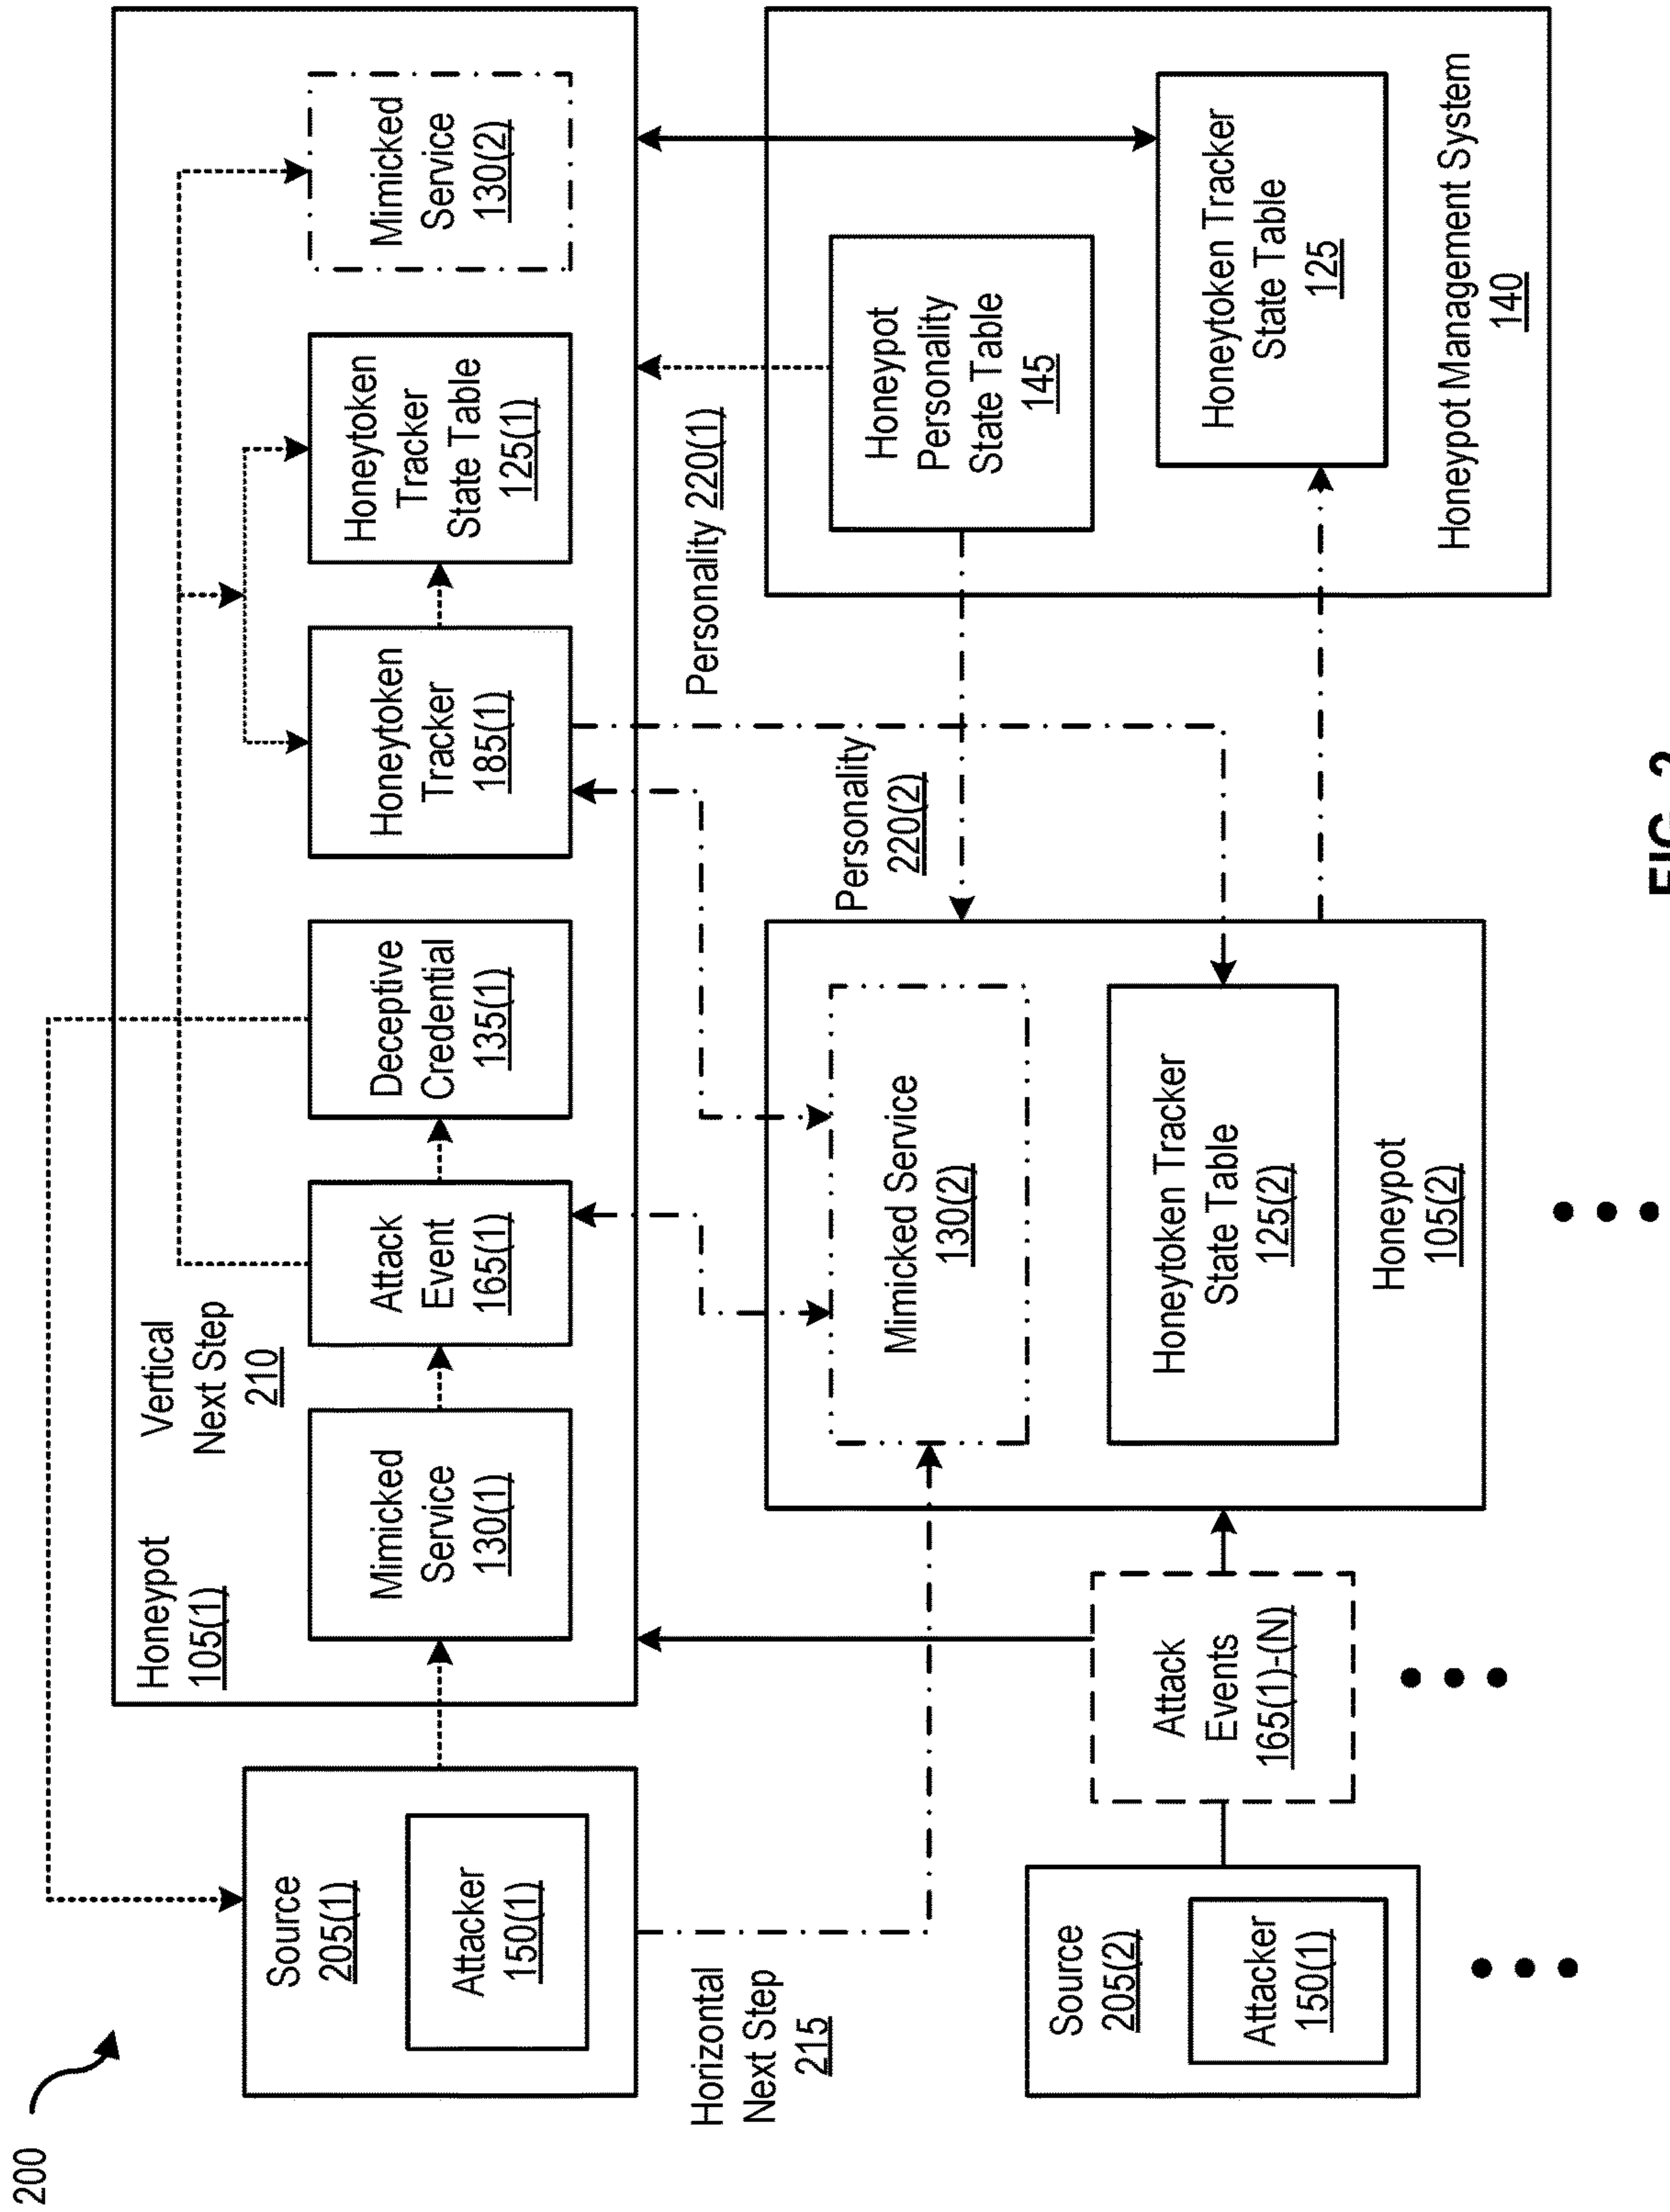 200
Source
205(1)
Attacker
150(1)
Honeypot
105(1)
Vertical
Next Step
210
Mimicked
Service
130(1)
Attack
Event
165(1)
Deceptive
Credential
135(1)
Honeytoken
Tracker
185(1)
Honeytoken
Tracker
State Table
125(1)
Mimicked
Service
130(2)
Horizontal
Next Step
215
Personality 220(1)
Personality
220(2)
Source
205(2)
Attacker
150(1)
Attack
Events
165(1)-(N)
Mimicked Service
130(2)
Honeytoken Tracker
State Table
125(2)
Honeypot
105(2)
Honeypot
Personality
State Table
145
Honeytoken Tracker
State Table
125
Honeypot Management System
140
FIG. 2